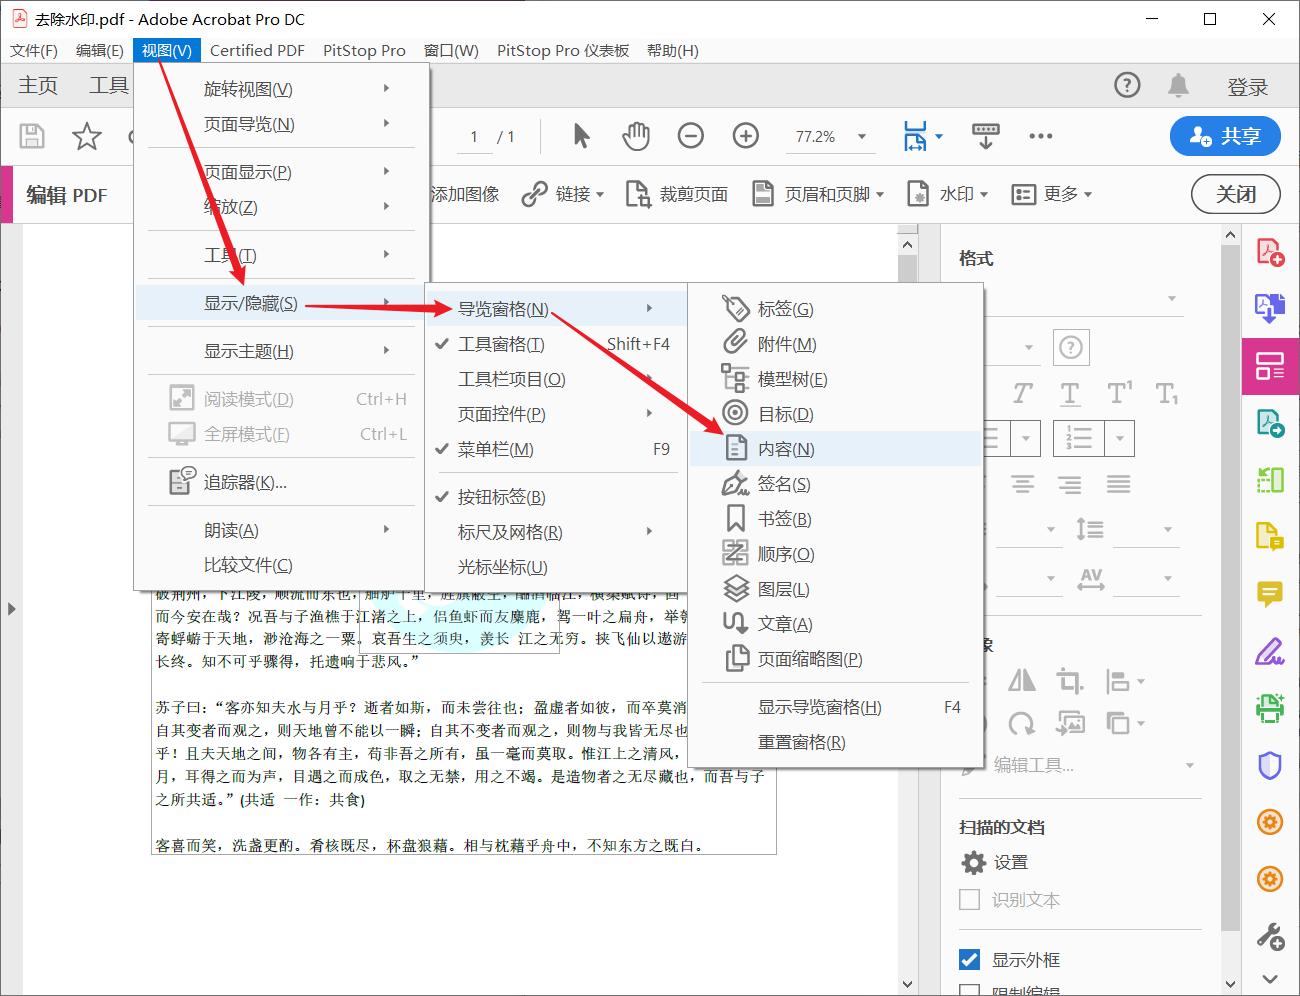 去除水印.pdf - Adobe Acrobat Pro DC
文件(F) 编辑(E) 视图(V) Certified PDF PitStop Pro 窗口(W) PitStop Pro 仪表板 帮助(H)
主页 工具 登录
1 / 1 77.2% 共享
编辑 PDF 添加图像 链接 裁剪页面 页眉和页脚 水印 更多 关闭
旋转视图(V)
页面导览(N)
页面显示(P)
缩放(Z)
工具(T)
显示/隐藏(S)
显示主题(H)
阅读模式(D) Ctrl+H
全屏模式(F) Ctrl+L
追踪器(K)...
朗读(A)
比较文件(C)
导览窗格(N)
工具窗格(T) Shift+F4
工具栏项目(O)
页面控件(P)
菜单栏(M) F9
按钮标签(B)
标尺及网格(R)
光标坐标(U)
标签(G)
附件(M)
模型树(E)
目标(D)
内容(N)
签名(S)
书签(B)
顺序(O)
图层(L)
文章(A)
页面缩略图(P)
显示导览窗格(H) F4
重置窗格(R)
破荆州，下江陵，顺流而东也，舳舻千里，旌旗蔽空，酾酒临江，横槊赋诗，固
而今安在哉？况吾与子渔樵于江渚之上，侣鱼虾而友麋鹿，驾一叶之扁舟，举匏
寄蜉蝣于天地，渺沧海之一粟。哀吾生之须臾，羡长 江之无穷。挟飞仙以遨游
长终。知不可乎骤得，托遗响于悲风。”
苏子曰：“客亦知夫水与月乎？逝者如斯，而未尝往也；盈虚者如彼，而卒莫消
自其变者而观之，则天地曾不能以一瞬；自其不变者而观之，则物与我皆无尽也
乎！且夫天地之间，物各有主，苟非吾之所有，虽一毫而莫取。惟江上之清风，
月，耳得之而为声，目遇之而成色，取之无禁，用之不竭。是造物者之无尽藏也，而吾与子
之所共适。”(共适 一作：共食)
客喜而笑，洗盏更酌。肴核既尽，杯盘狼藉。相与枕藉乎舟中，不知东方之既白。
格式
象
编辑工具...
扫描的文档
设置
识别文本
显示外框
限制编辑